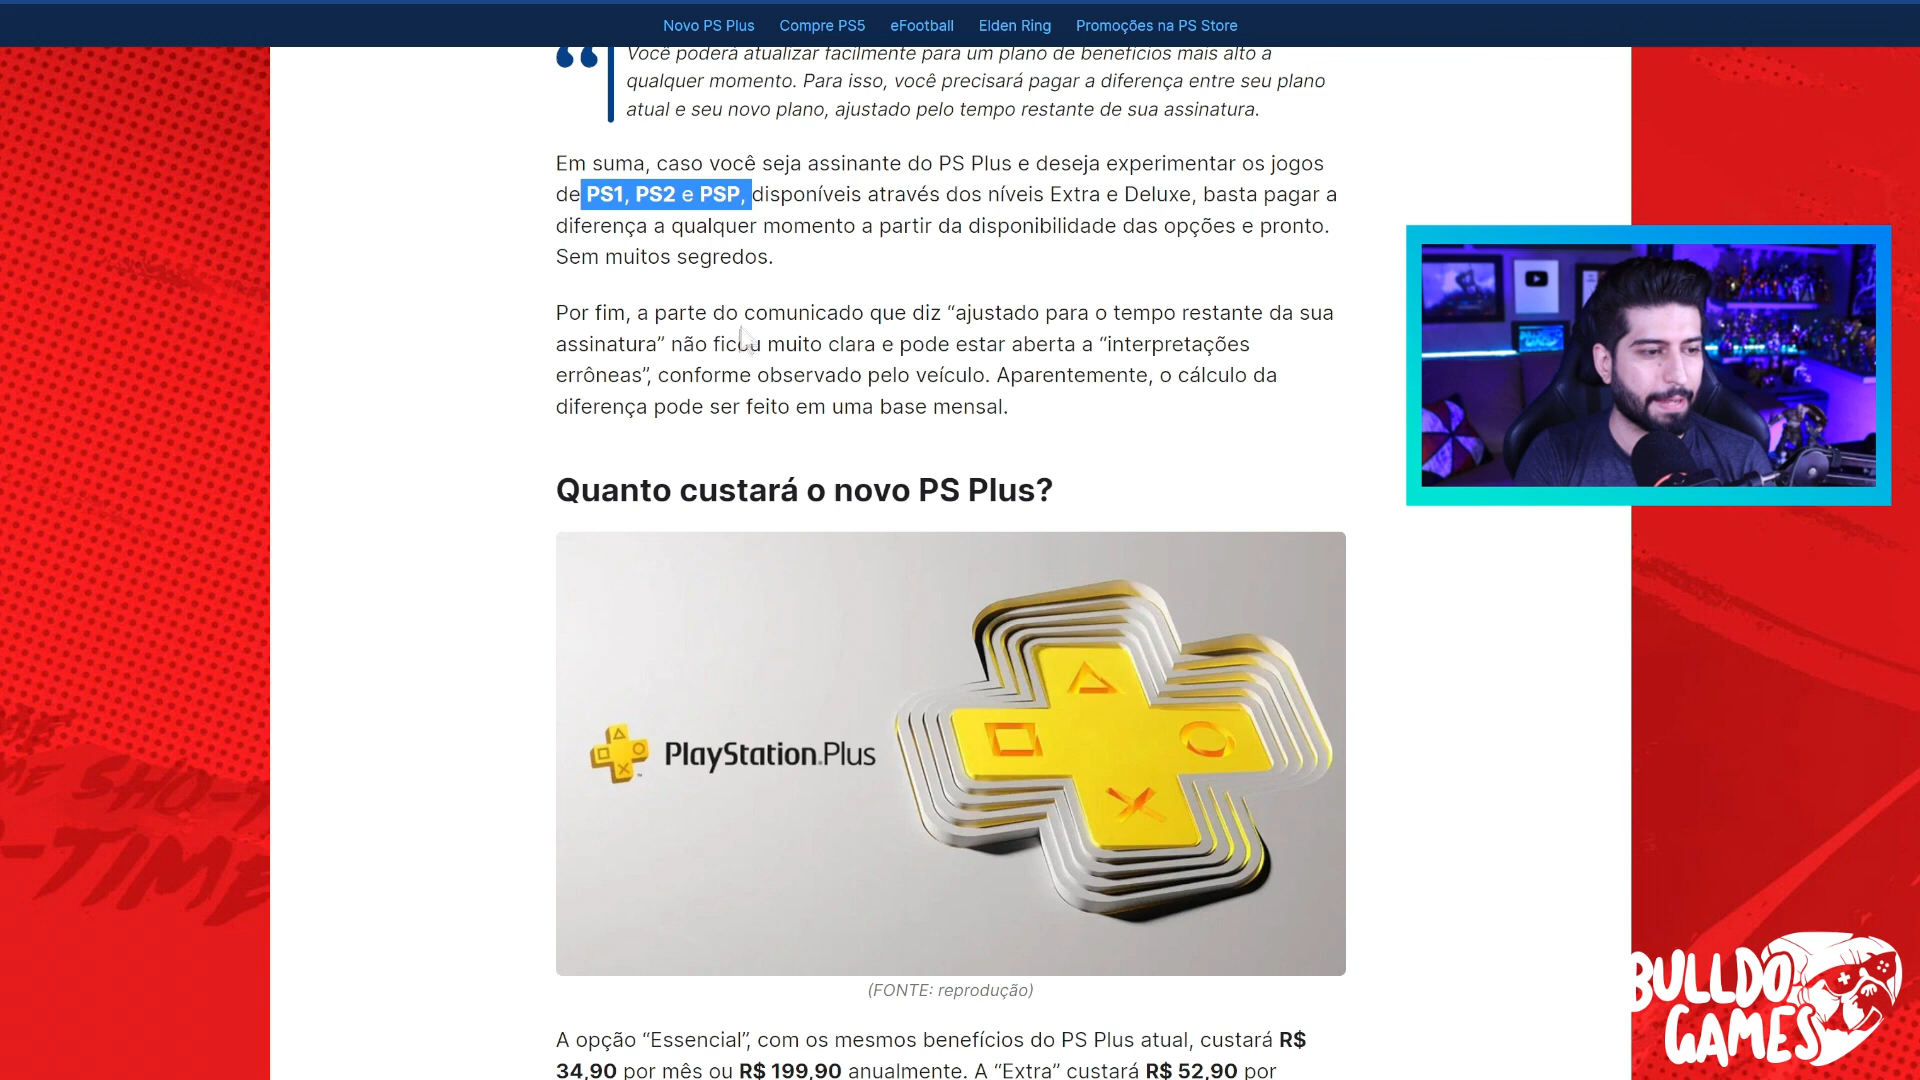 Novo PS Plus Compre PS5 eFootball Elden Ring Promoções na PS Store
Você poderá atualizar facilmente para um plano de benefícios mais alto a
qualquer momento. Para isso, você precisará pagar a diferença entre seu plano
atual e seu novo plano, ajustado pelo tempo restante de sua assinatura.
Em suma, caso você seja assinante do PS Plus e deseja experimentar os jogos
de PS1, PS2 e PSP, disponíveis através dos níveis Extra e Deluxe, basta pagar a
diferença a qualquer momento a partir da disponibilidade das opções e pronto.
Sem muitos segredos.
Por fim, a parte do comunicado que diz “ajustado para o tempo restante da sua
assinatura” não ficou muito clara e pode estar aberta a “interpretações
errôneas”, conforme observado pelo veículo. Aparentemente, o cálculo da
diferença pode ser feito em uma base mensal.
Quanto custará o novo PS Plus?
PlayStation.Plus
(FONTE: reprodução)
A opção “Essencial”, com os mesmos benefícios do PS Plus atual, custará R$
34,90 por mês ou R$ 199,90 anualmente. A “Extra” custará R$ 52,90 por
BULLDO
GAMES